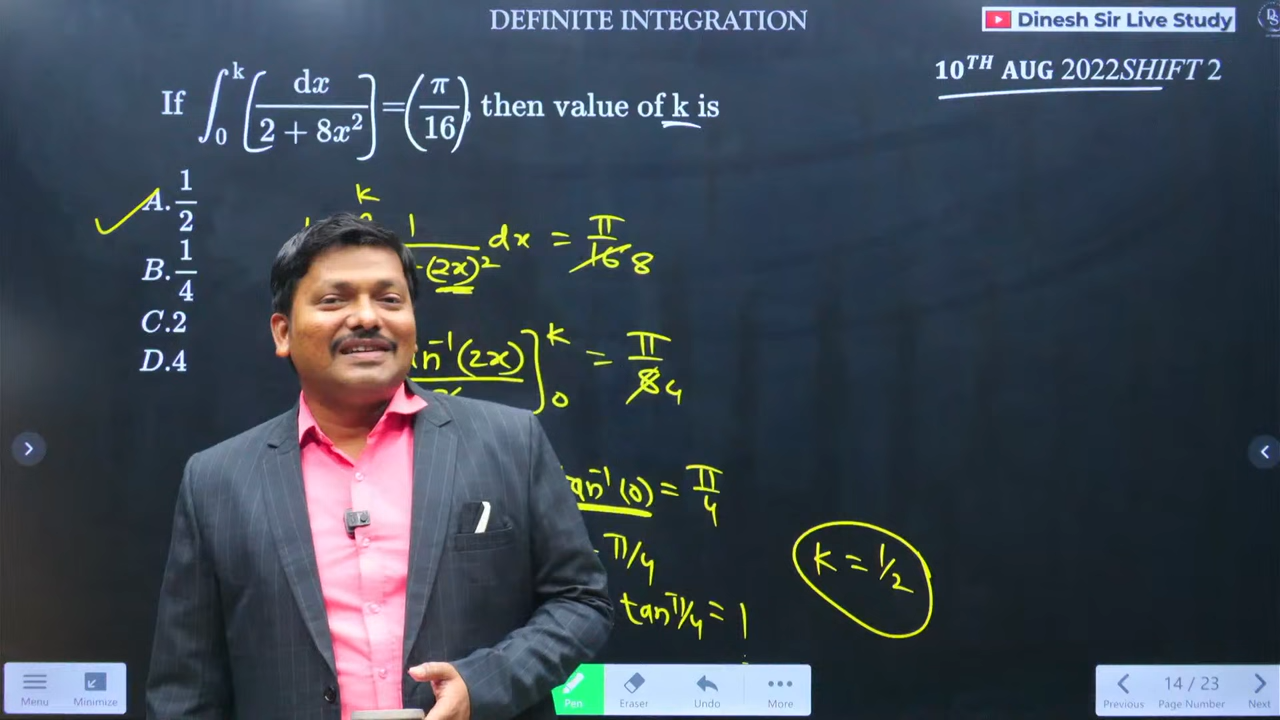 DEFINITE INTEGRATION
Dinesh Sir Live Study
10TH AUG 2022SHIFT 2
If ∫₀ᵏ [dx / (2 + 8x²)] = (π/16), then value of k is
A. 1/2
B. 1/4
C.2
D.4
k
1 / (2x)² dx = π/16 8
(2x)]₀ᵏ = π/8 4
tan⁻¹(0) = π/4
π/4
tan π/4 = 1
k = 1/2
Menu
Minimize
Pen
Eraser
Undo
More
Previous
14 / 23
Page Number
Next